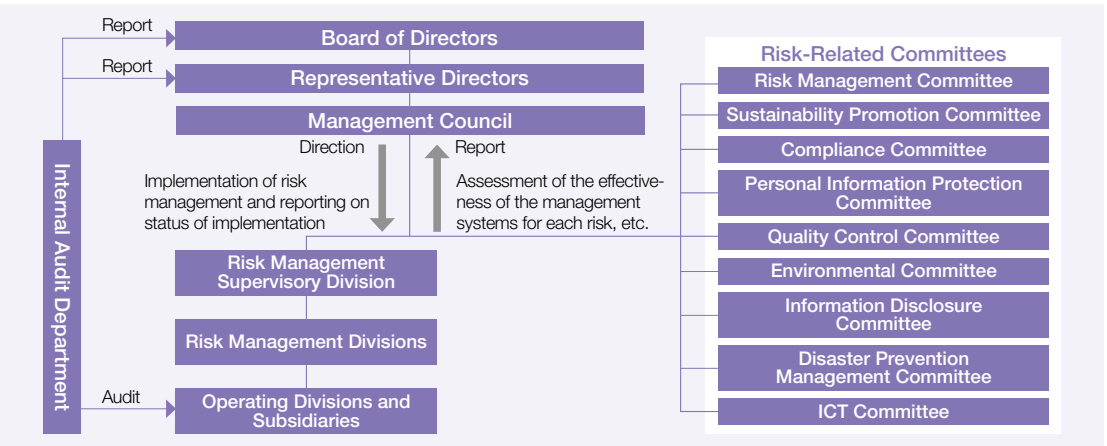 Report
Board of Directors
Report
Representative Directors
Management Council
Direction
Report
Implementation of risk
management and reporting on
status of implementation
Assessment of the effective-
ness of the management
systems for each risk, etc.
Internal Audit Department
Risk Management
Supervisory Division
Risk Management Divisions
Audit
Operating Divisions and
Subsidiaries
Risk-Related Committees
Risk Management Committee
Sustainability Promotion Committee
Compliance Committee
Personal Information Protection
Committee
Quality Control Committee
Environmental Committee
Information Disclosure
Committee
Disaster Prevention
Management Committee
ICT Committee